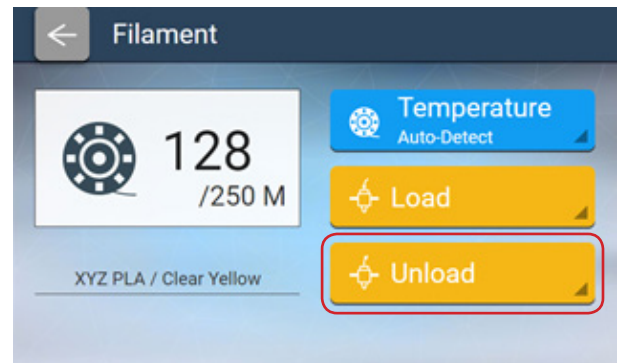 Filament
128
/250 M
XYZ PLA / Clear Yellow
Temperature
Auto-Detect
Load
Unload